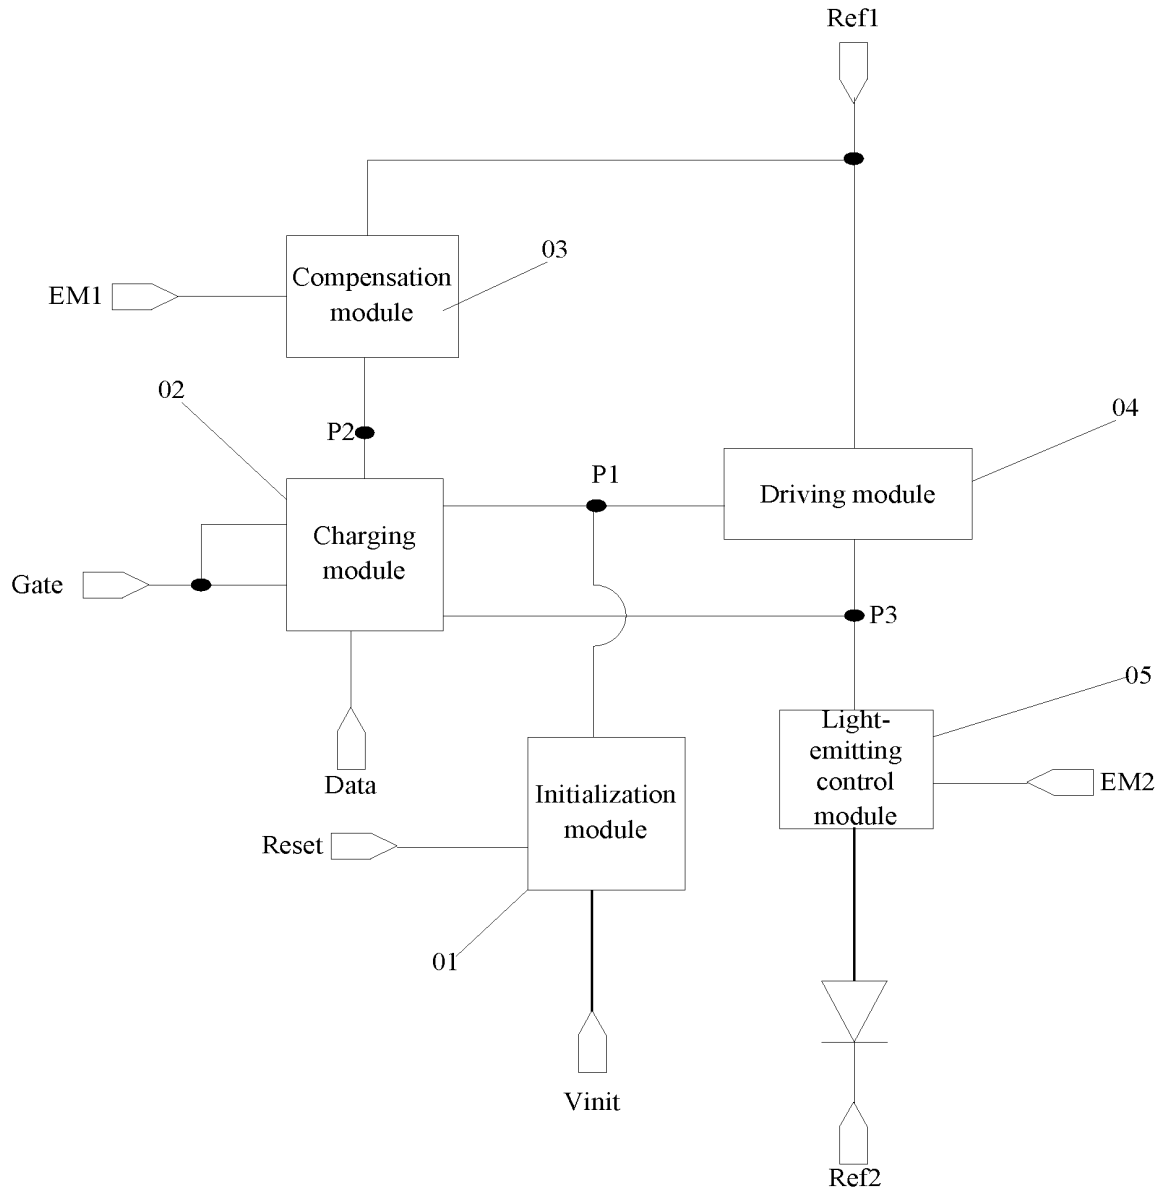 Ref1
03
Compensation
module
EM1
02
04
P2
P1
Driving module
Charging
module
Gate
P3
05
Light-
emitting
control
module
EM2
Data
Initialization
module
Reset
01
Vinit
Ref2